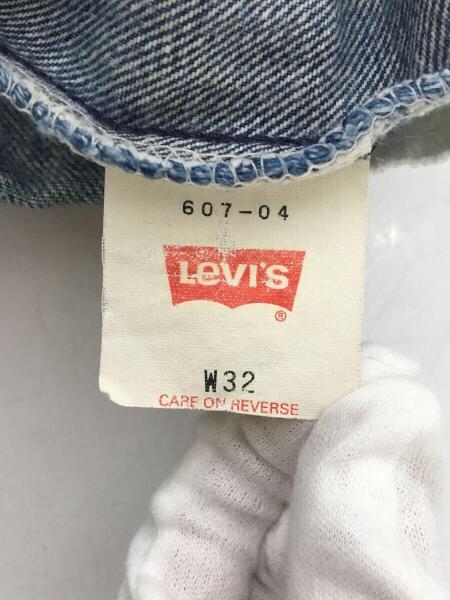 607-04
Levi's
®
W32
CARE ON REVERSE